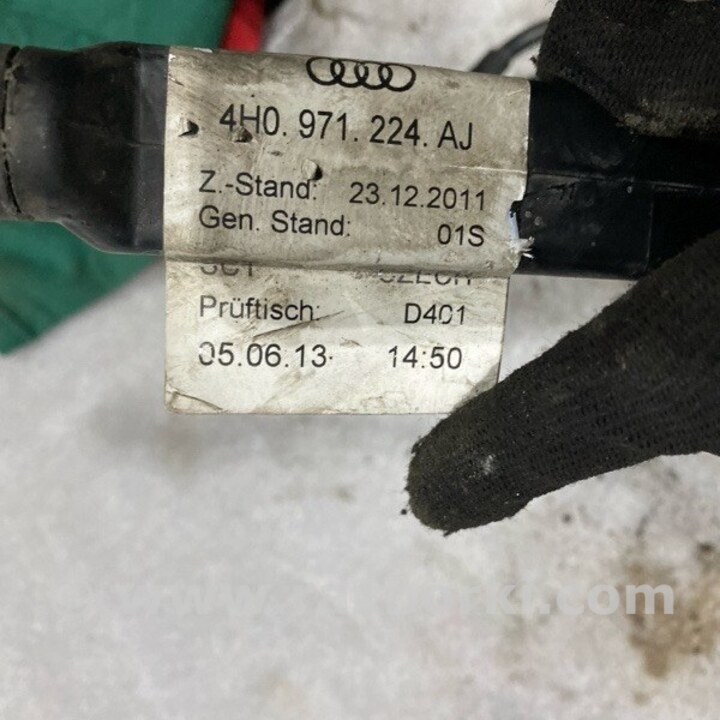 4H0. 971. 224. AJ
Z.-Stand: 23.12.2011
Gen. Stand: 01S
Prüftisch: D401
05.06.13 14:50